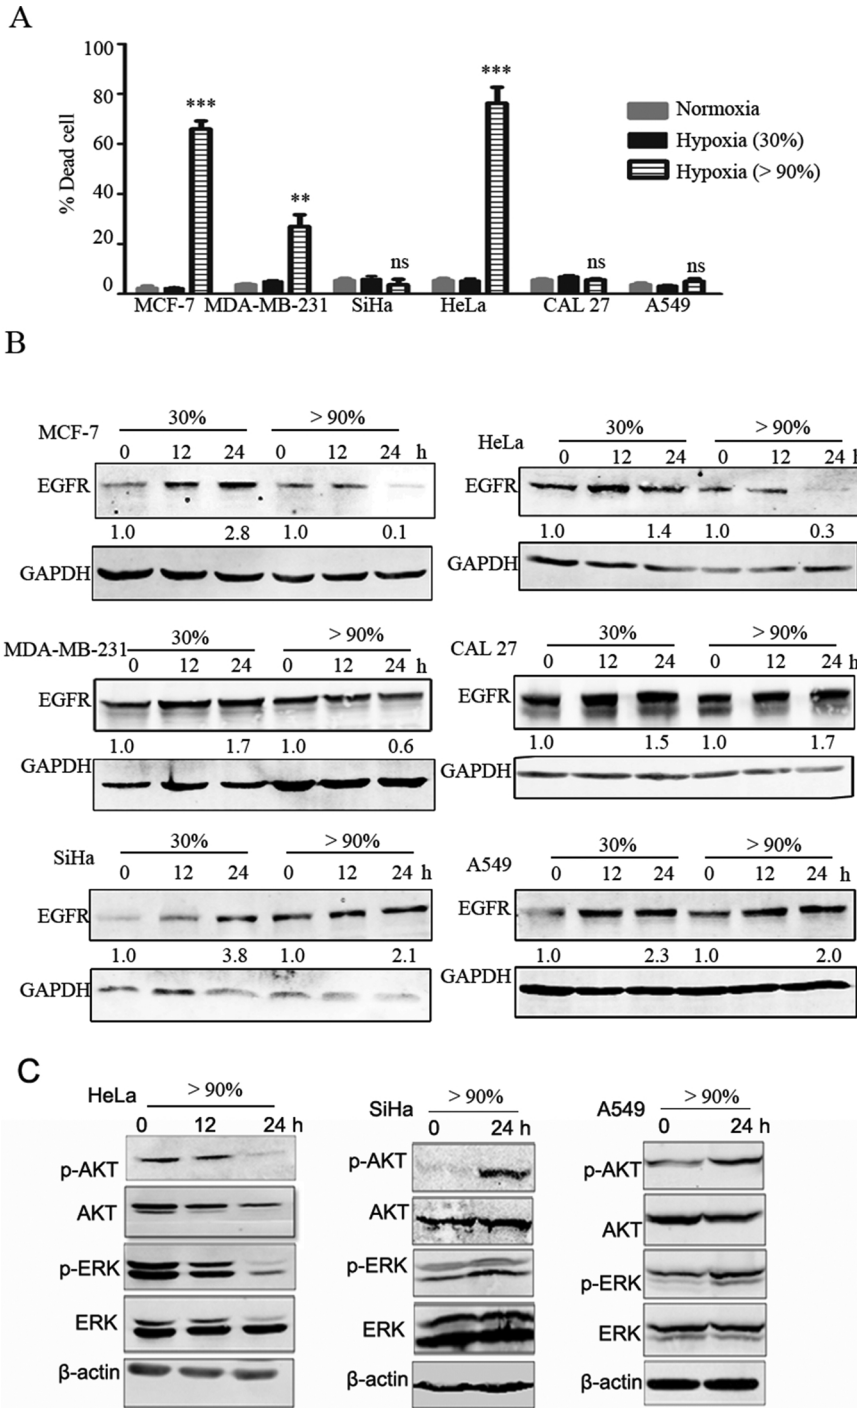 A
100
80
60
40
20
0
% Dead cell
***
**
ns
***
ns
ns
Normoxia
Hypoxia (30%)
Hypoxia (> 90%)
MCF-7 MDA-MB-231 SiHa HeLa CAL 27 A549
B
MCF-7
30% > 90%
0 12 24 0 12 24 h
EGFR
1.0 2.8 1.0 0.1
GAPDH
HeLa
30% > 90%
0 12 24 0 12 24 h
EGFR
1.0 1.4 1.0 0.3
GAPDH
MDA-MB-231
30% > 90%
0 12 24 0 12 24 h
EGFR
1.0 1.7 1.0 0.6
GAPDH
CAL 27
30% > 90%
0 12 24 0 12 24 h
EGFR
1.0 1.5 1.0 1.7
GAPDH
SiHa
30% > 90%
0 12 24 0 12 24 h
EGFR
1.0 3.8 1.0 2.1
GAPDH
A549
30% > 90%
0 12 24 0 12 24 h
EGFR
1.0 2.3 1.0 2.0
GAPDH
C
HeLa > 90%
0 12 24 h
p-AKT
AKT
p-ERK
ERK
β-actin
SiHa > 90%
0 24 h
p-AKT
AKT
p-ERK
ERK
β-actin
A549 > 90%
0 24 h
p-AKT
AKT
p-ERK
ERK
β-actin